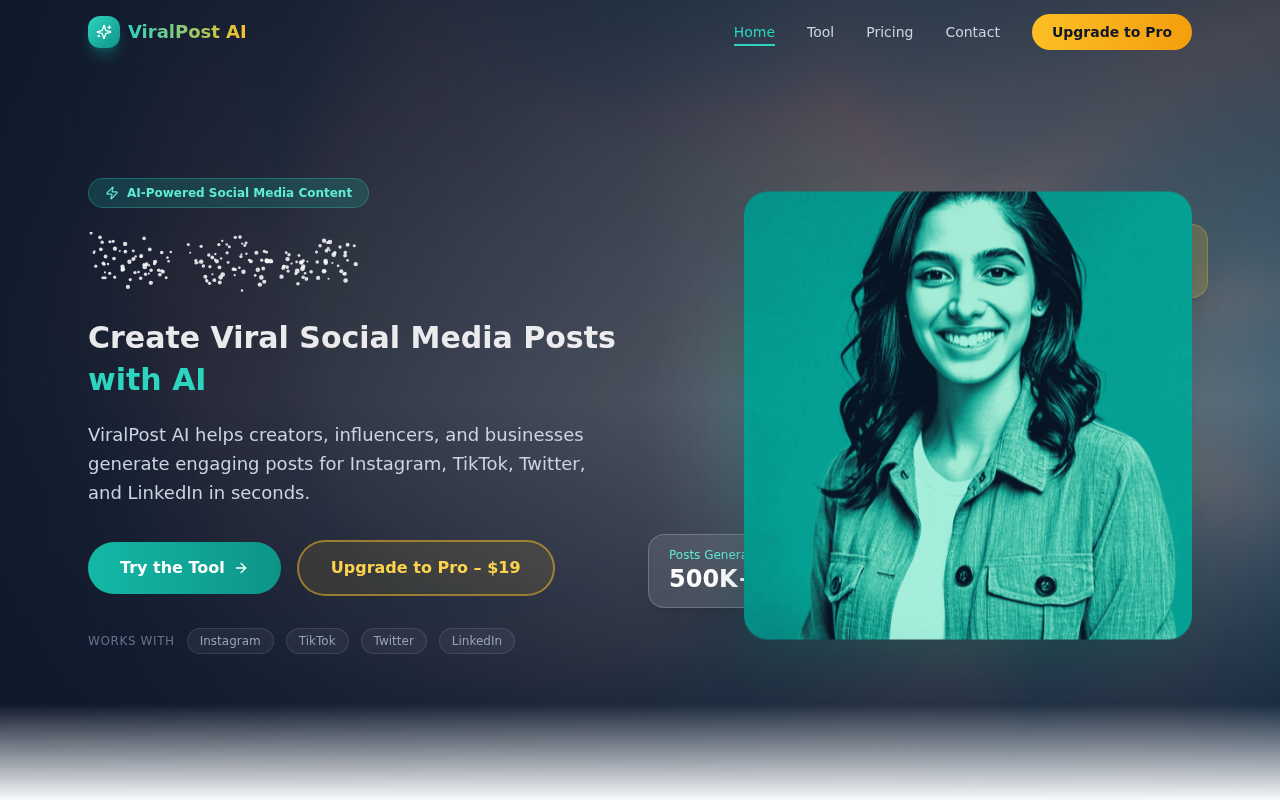 ViralPost AI
Home
Tool
Pricing
Contact
Upgrade to Pro
AI-Powered Social Media Content
Create Viral Social Media Posts
with AI
ViralPost AI helps creators, influencers, and businesses
generate engaging posts for Instagram, TikTok, Twitter,
and LinkedIn in seconds.
Try the Tool
Upgrade to Pro – $19
Posts
500K
WORKS WITH
Instagram
TikTok
Twitter
LinkedIn